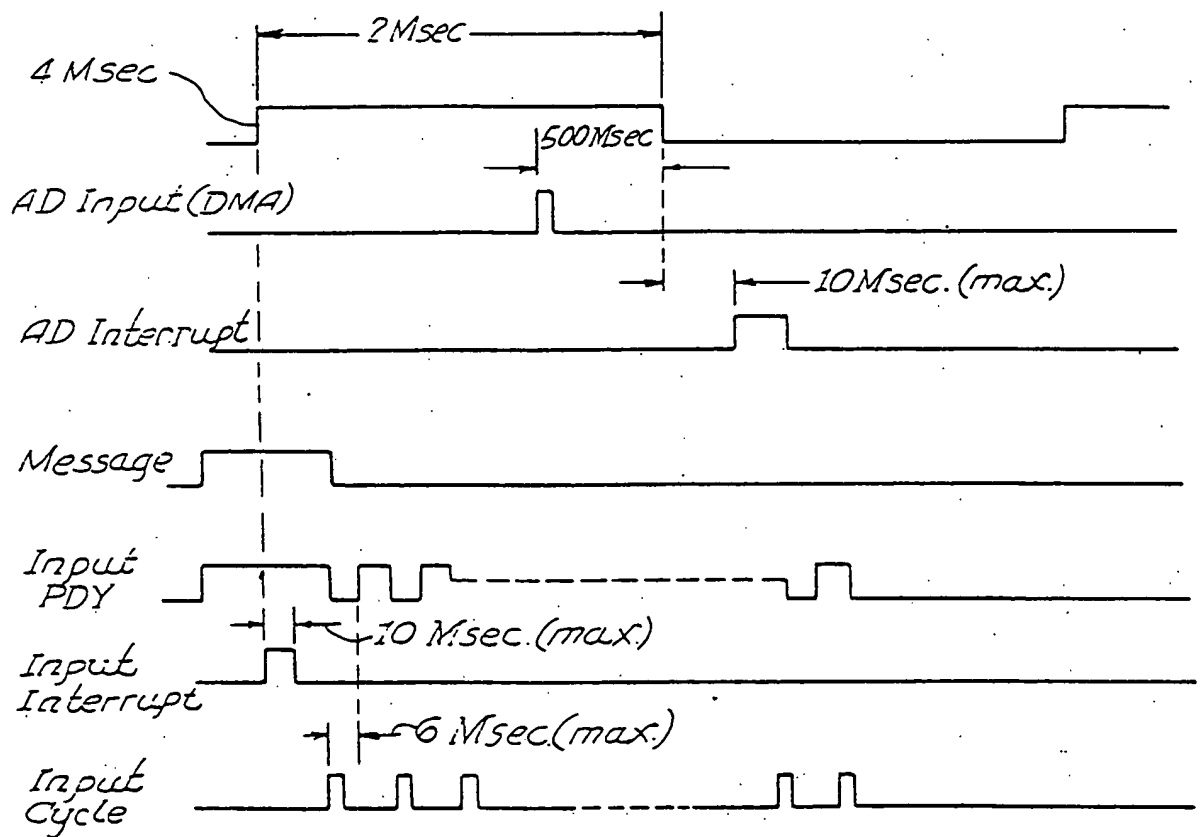 2 Msec
4 Msec
500 Msec
AD Input (DMA)
10 Msec. (max.)
AD Interrupt
Message
Input
PDY
10 Msec. (max.)
Input
Interrupt
6 Msec. (max.)
Input
Cycle